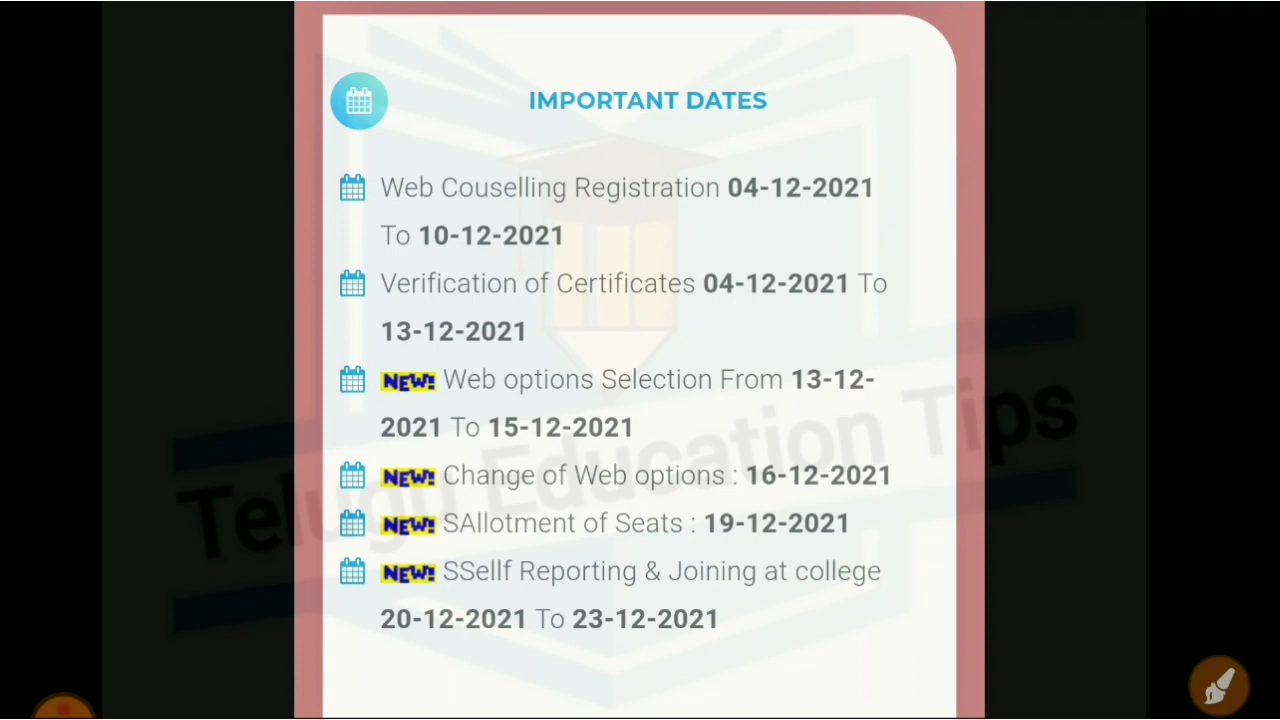 IMPORTANT DATES
Web Couselling Registration 04-12-2021
To 10-12-2021
Verification of Certificates 04-12-2021 To
13-12-2021
NEW! Web options Selection From 13-12-
2021 To 15-12-2021
NEW! Change of Web options : 16-12-2021
NEW! SAllotment of Seats : 19-12-2021
NEW! SSellf Reporting & Joining at college
20-12-2021 To 23-12-2021
Telugu Education Tips